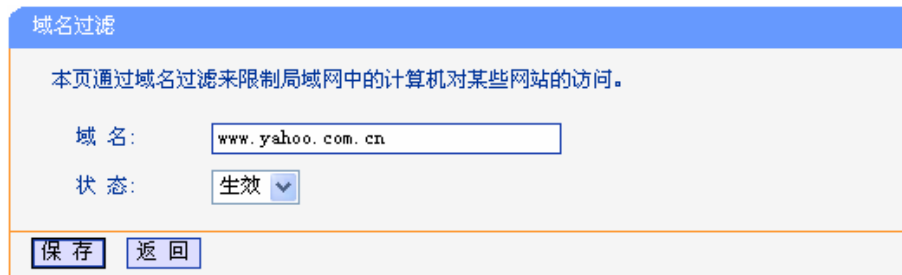 域名过滤
本页通过域名过滤来限制局域网中的计算机对某些网站的访问。
域 名: www.yahoo.com.cn
状 态: 生效
保 存 返 回